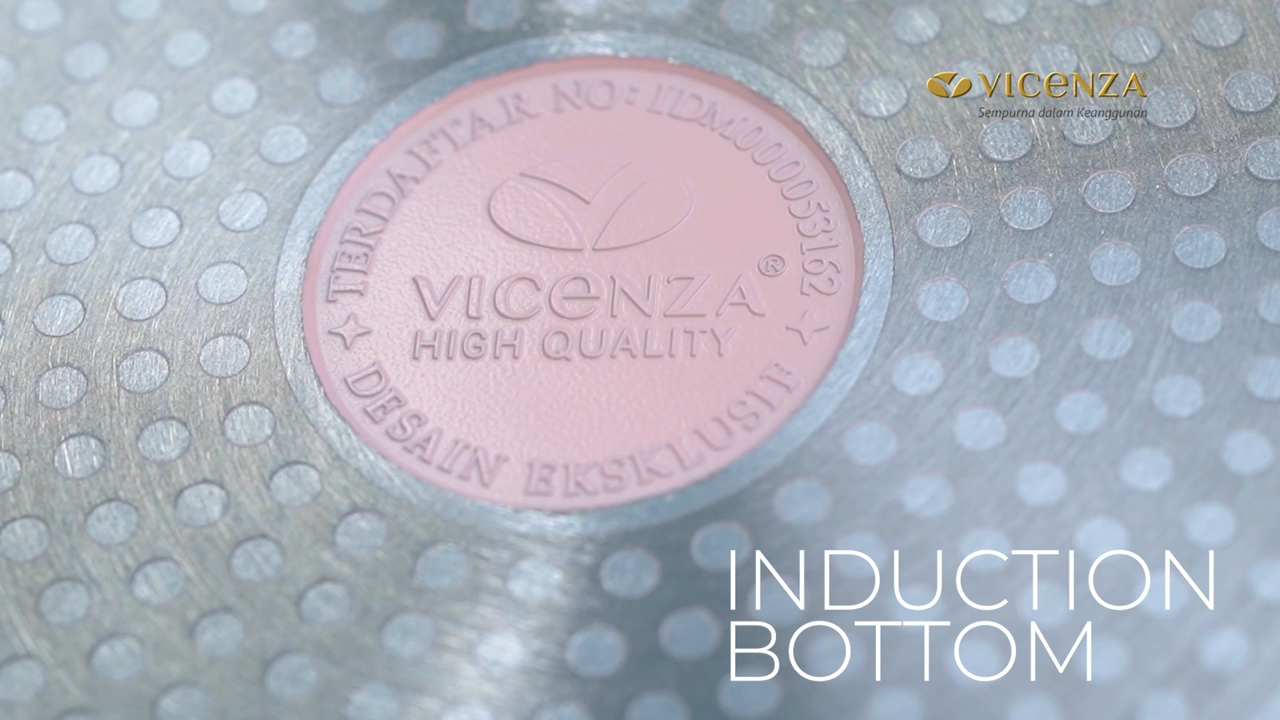 VICENZA®
Sempurna dalam Keanggunan
TERDAFTAR NO: IDM000053162
VICENZA®
HIGH QUALITY
DESAIN EKSKLUSIF
INDUCTION
BOTTOM